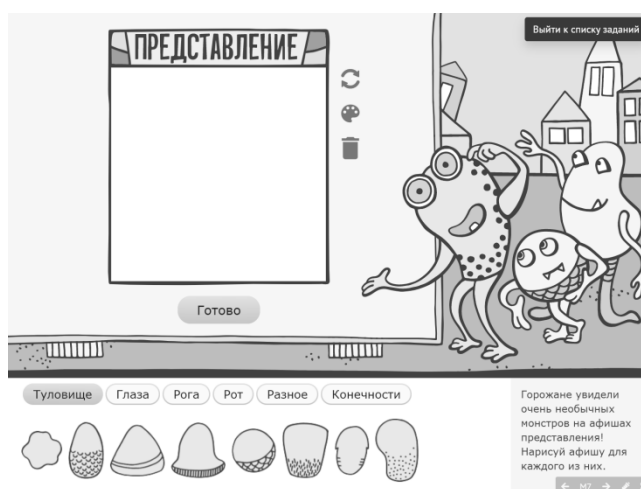 Выйти к списку заданий
ПРЕДСТАВЛЕНИЕ
Готово
Туловище
Глаза
Рога
Рот
Разное
Конечности
Горожане увидели
очень необычных
монстров на афишах
представления!
Нарисуй афишу для
каждого из них.
М7